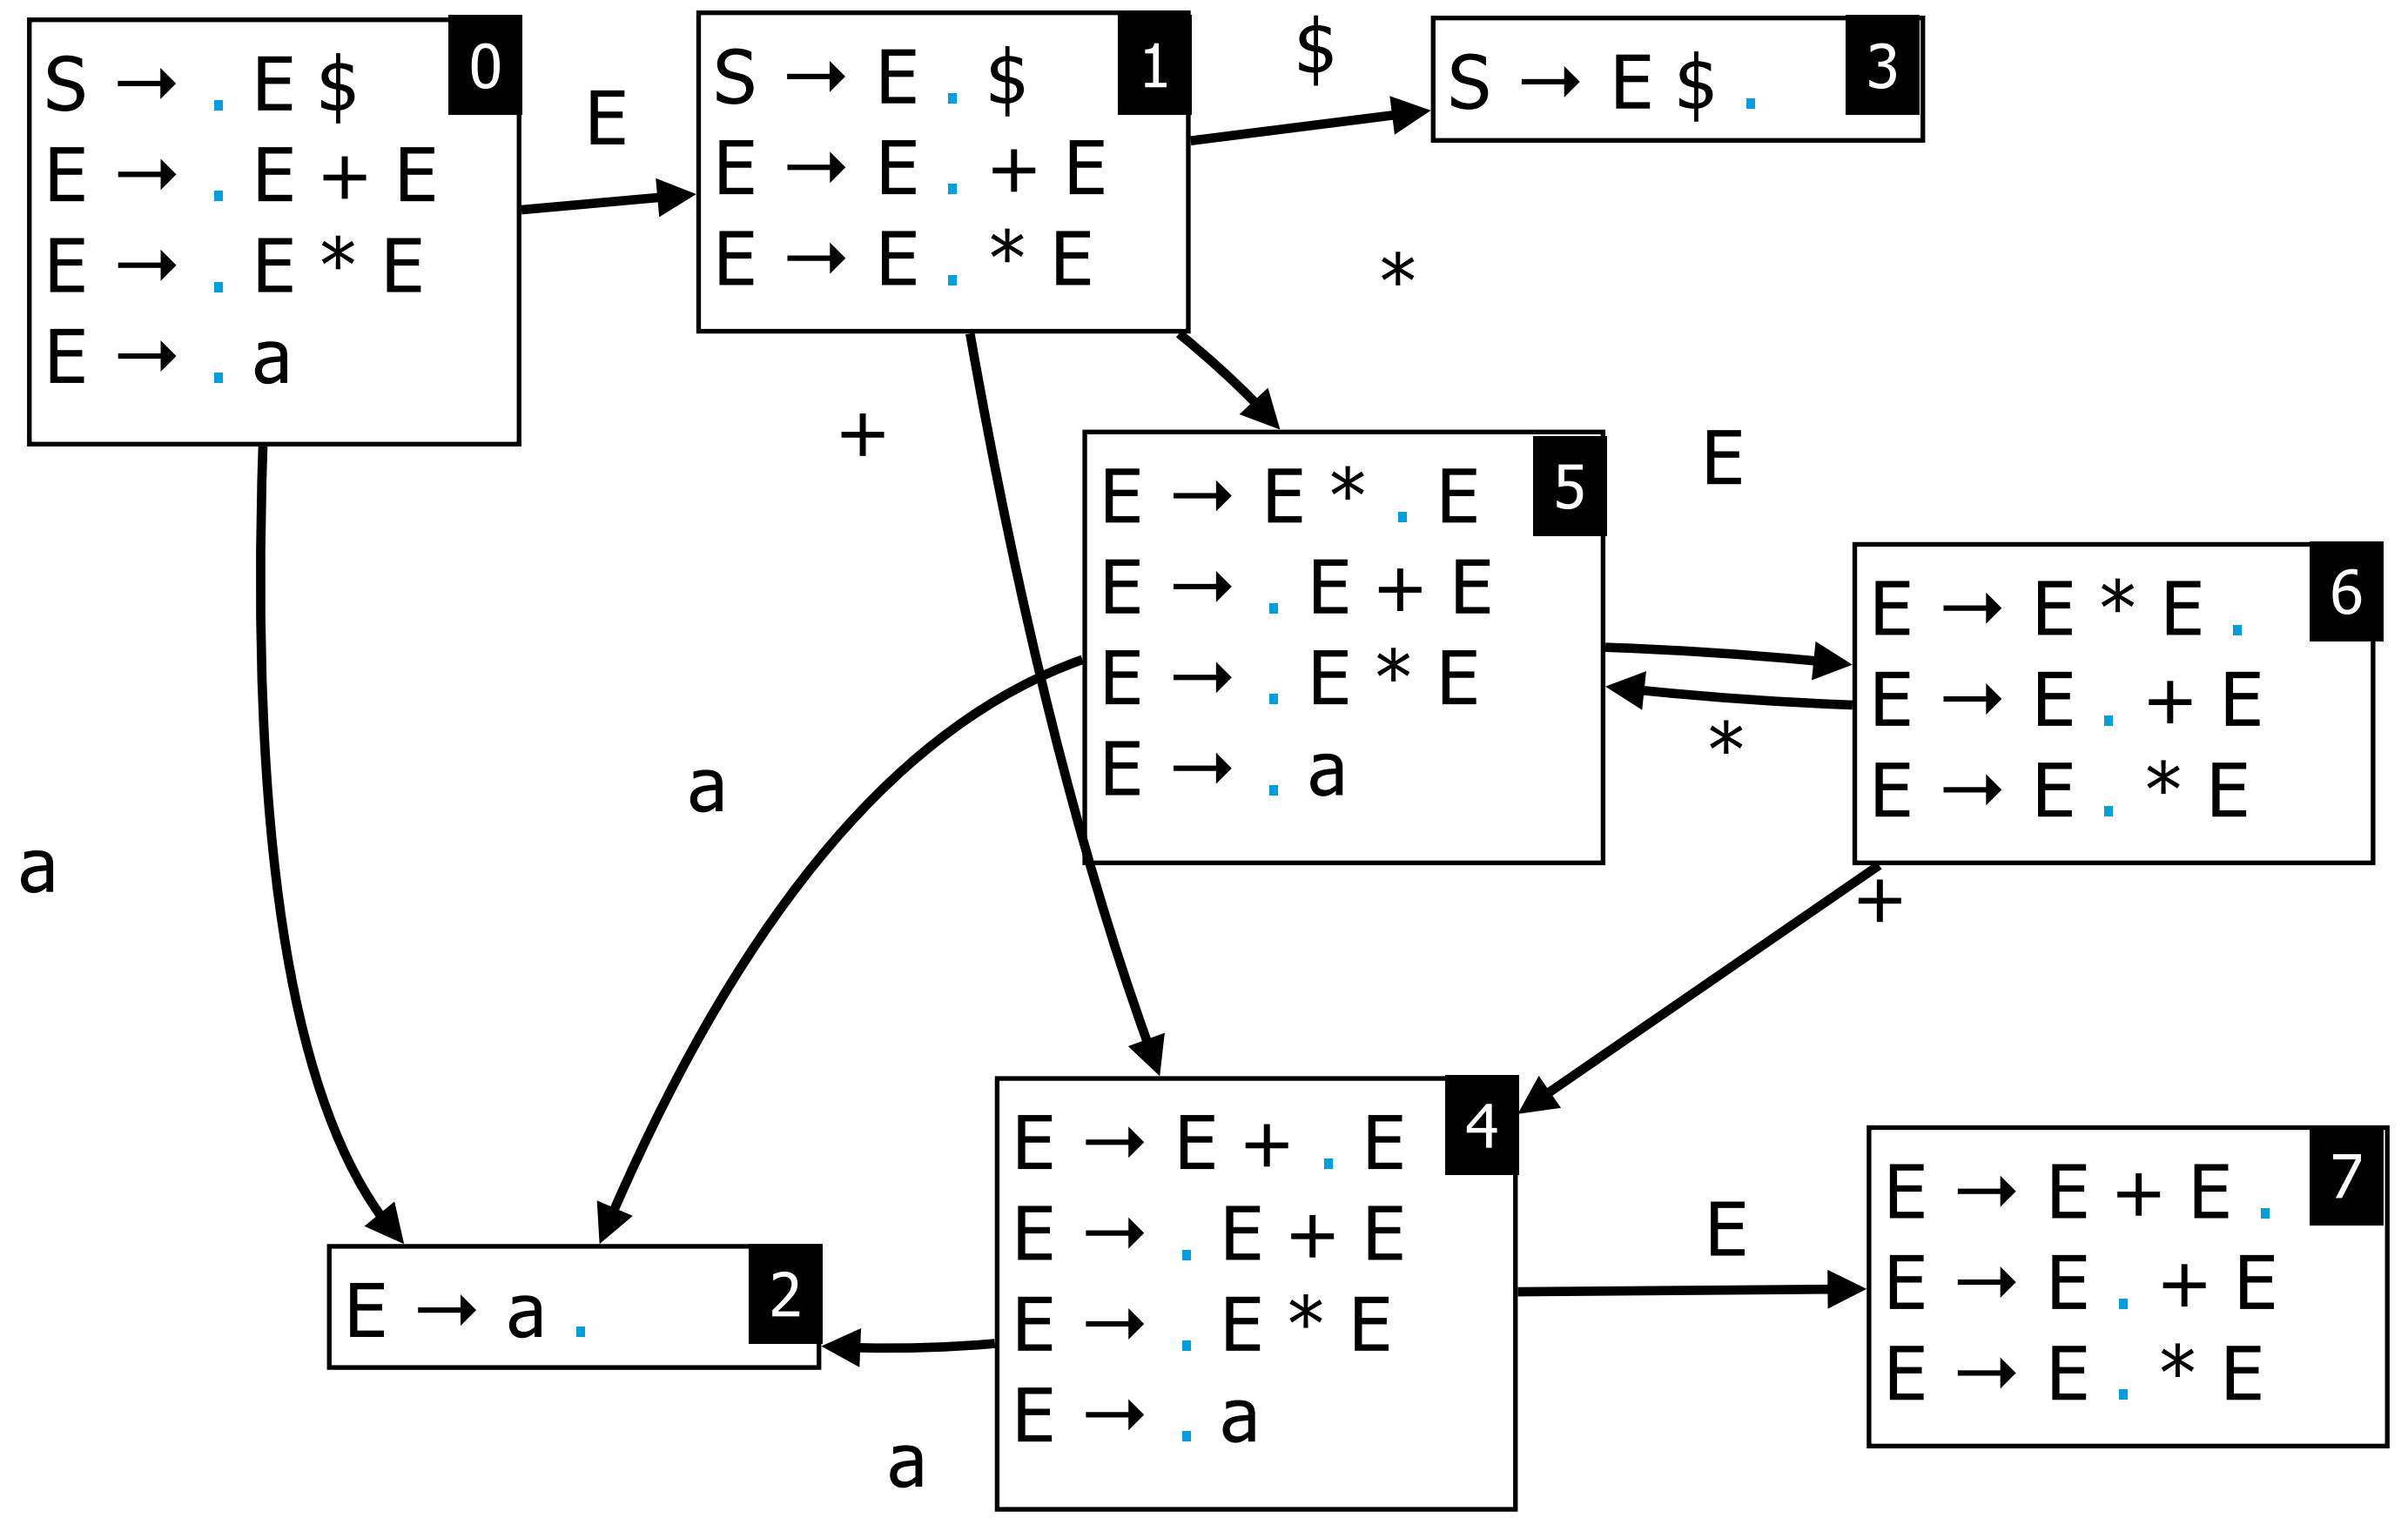 0
S → . E $
E → . E + E
E → . E * E
E → . a
E
1
S → E . $
E → E . + E
E → E . * E
$
3
S → E $ .
*
+
5
E → E * . E
E → . E + E
E → . E * E
E → . a
E
6
E → E * E .
E → E . + E
E → E . * E
*
a
a
+
4
E → E + . E
E → . E + E
E → . E * E
E → . a
E
7
E → E + E .
E → E . + E
E → E . * E
2
E → a .
a